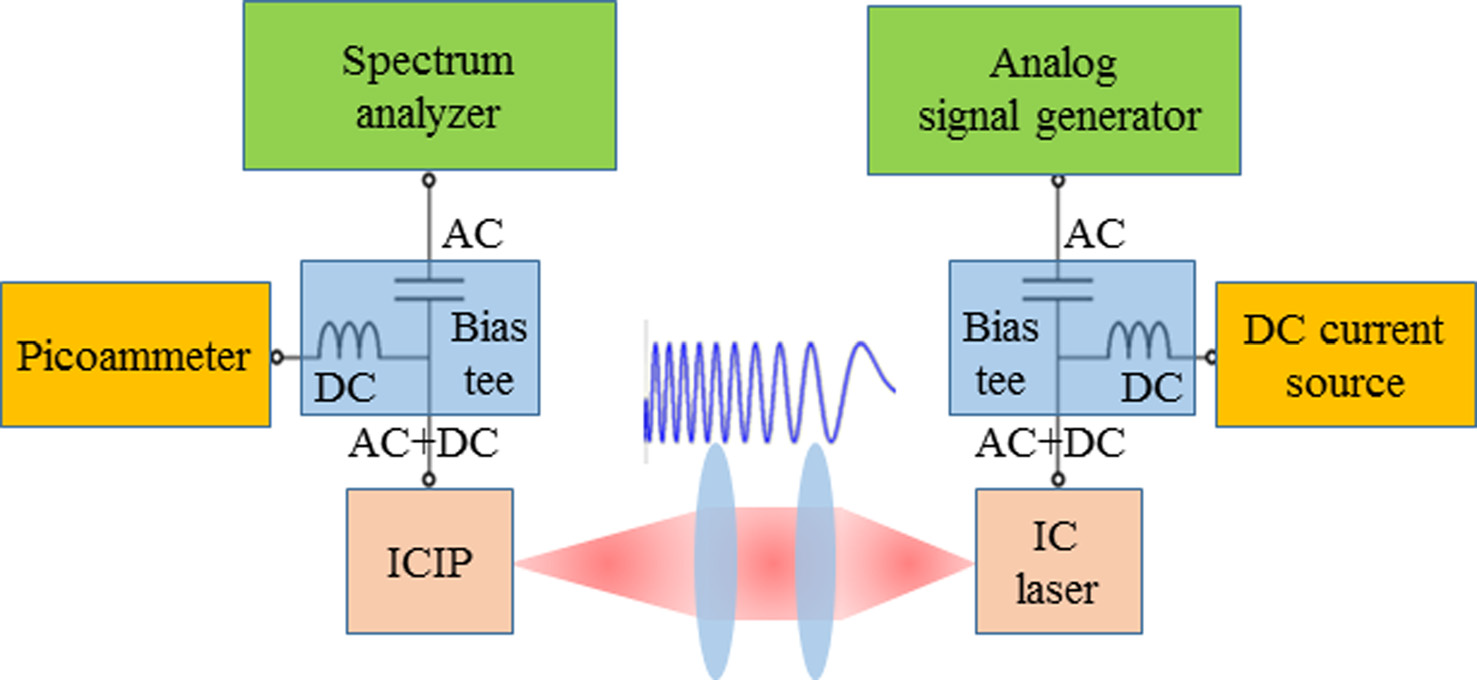 Spectrum
analyzer
Analog
signal generator
AC
AC
Picoammeter
DC
Bias
tee
Bias
tee
DC
DC current
source
AC+DC
AC+DC
ICIP
IC
laser